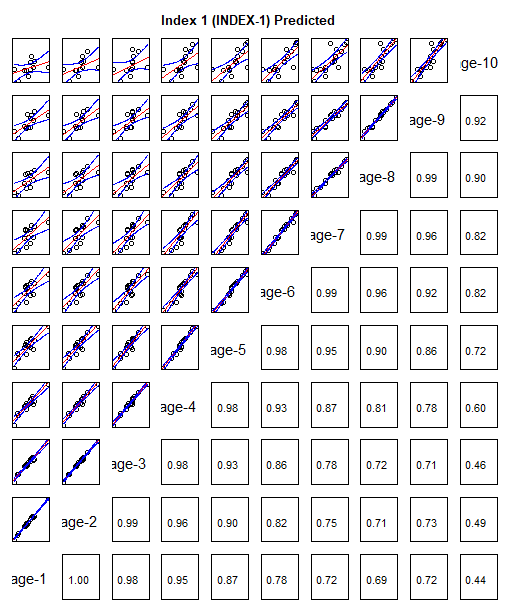 Index 1 (INDEX-1) Predicted
ge-10
age-9 0.92
age-8 0.99 0.90
age-7 0.99 0.96 0.82
age-6 0.99 0.96 0.92 0.82
age-5 0.98 0.95 0.90 0.86 0.72
age-4 0.98 0.93 0.87 0.81 0.78 0.60
age-3 0.98 0.93 0.86 0.78 0.72 0.71 0.46
age-2 0.99 0.96 0.90 0.82 0.75 0.71 0.73 0.49
age-1 1.00 0.98 0.95 0.87 0.78 0.72 0.69 0.72 0.44